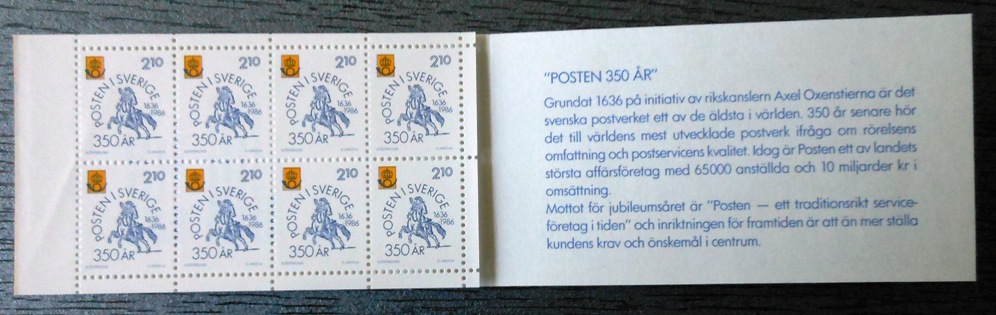 210 210 210 210
POSTEN I SVERIGE POSTEN I SVERIGE POSTEN I SVERIGE POSTEN I SVERIGE
1636 1986 1636 1986 1636 1986 1636 1986
350 ÅR 350 ÅR 350 ÅR 350 ÅR
210 210 210 210
POSTEN I SVERIGE POSTEN I SVERIGE POSTEN I SVERIGE POSTEN I SVERIGE
1636 1986 1636 1986 1636 1986 1636 1986
350 ÅR 350 ÅR 350 ÅR 350 ÅR
"POSTEN 350 ÅR"
Grundat 1636 på initiativ av rikskanslern Axel Oxenstierna är det
svenska postverket ett av de äldsta i världen. 350 år senare hör
det till världens mest utvecklade postverk ifråga om rörelsens
omfattning och postservicens kvalitet. Idag är Posten ett av landets
största affärsföretag med 65000 anställda och 10 miljarder kr i
omsättning.
Mottot för jubileumsåret är "Posten — ett traditionsrikt service-
företag i tiden" och inriktningen för framtiden är att än mer ställa
kundens krav och önskemål i centrum.